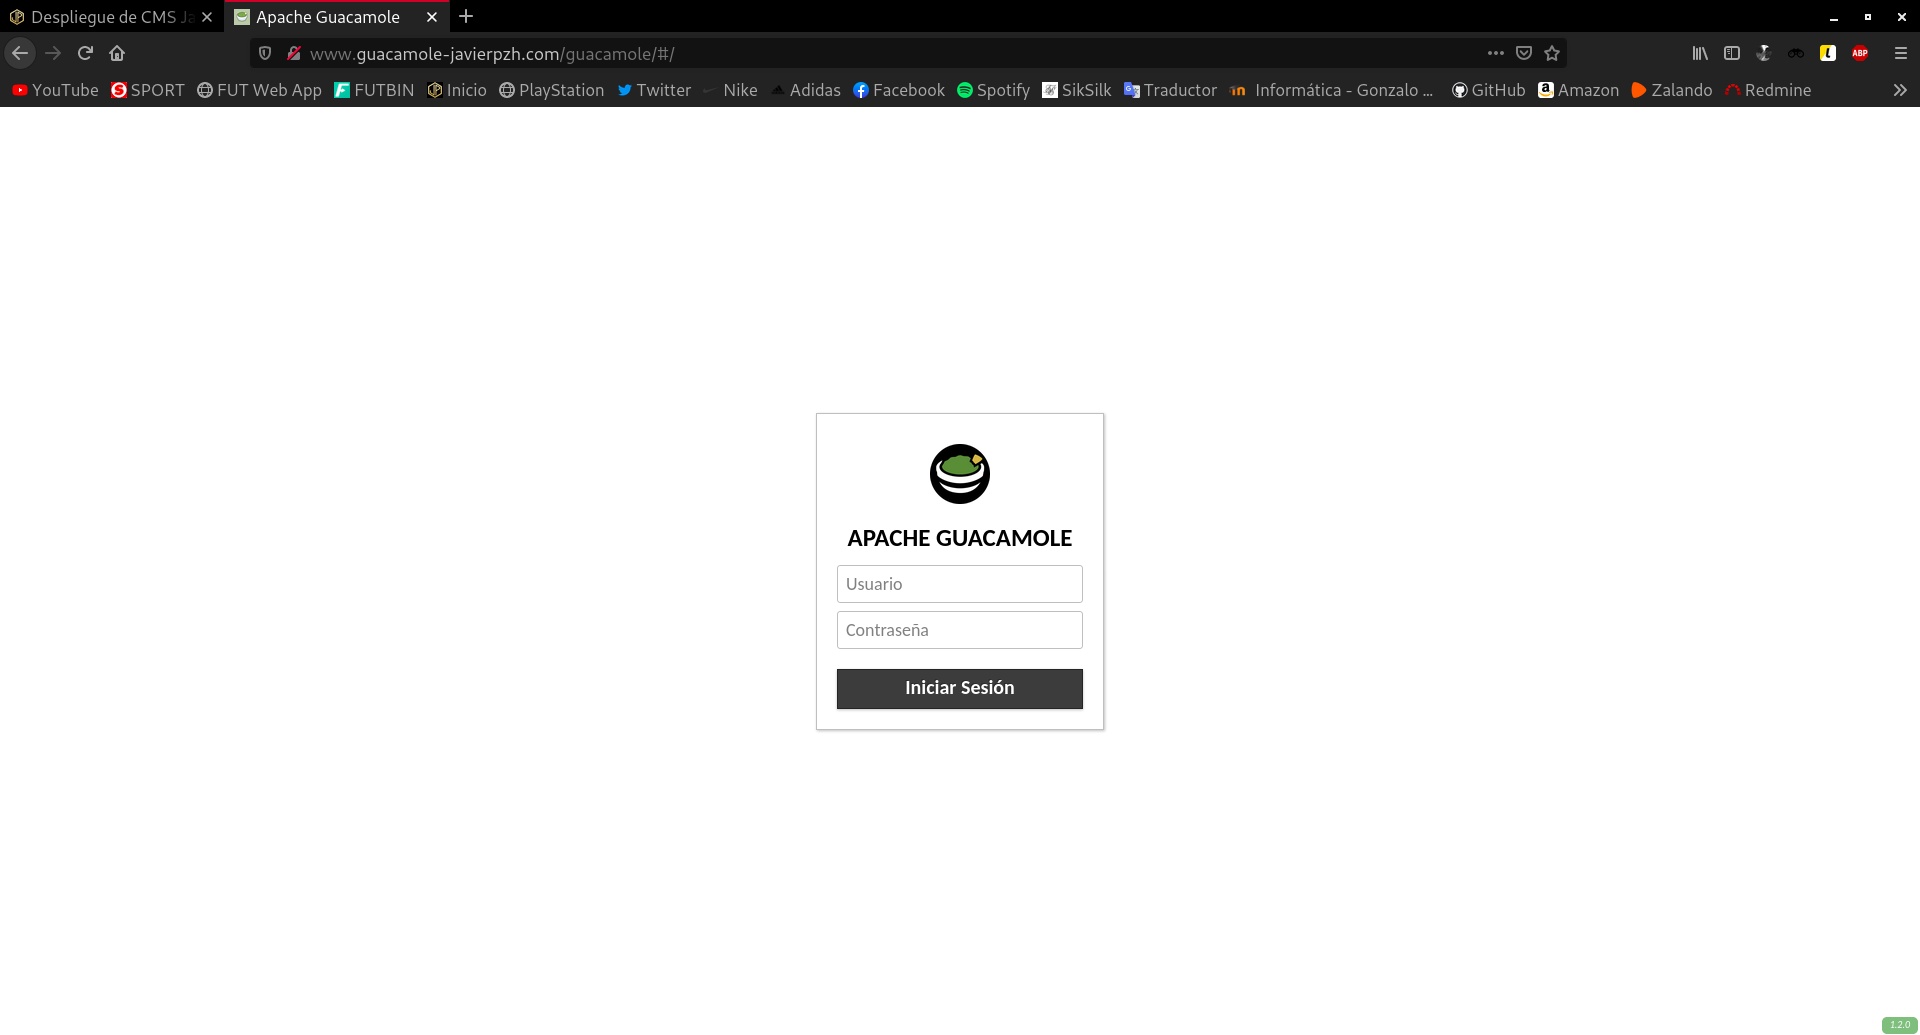 Despliegue de CMS Ja
Apache Guacamole
www.guacamole-javierpzh.com/guacamole/#/
ABP
YouTube SPORT FUT Web App FUTBIN Inicio PlayStation Twitter Nike Adidas Facebook Spotify SikSilk Traductor Informática - Gonzalo ... GitHub Amazon Zalando Redmine
APACHE GUACAMOLE
Usuario
Contraseña
Iniciar Sesión
1.2.0